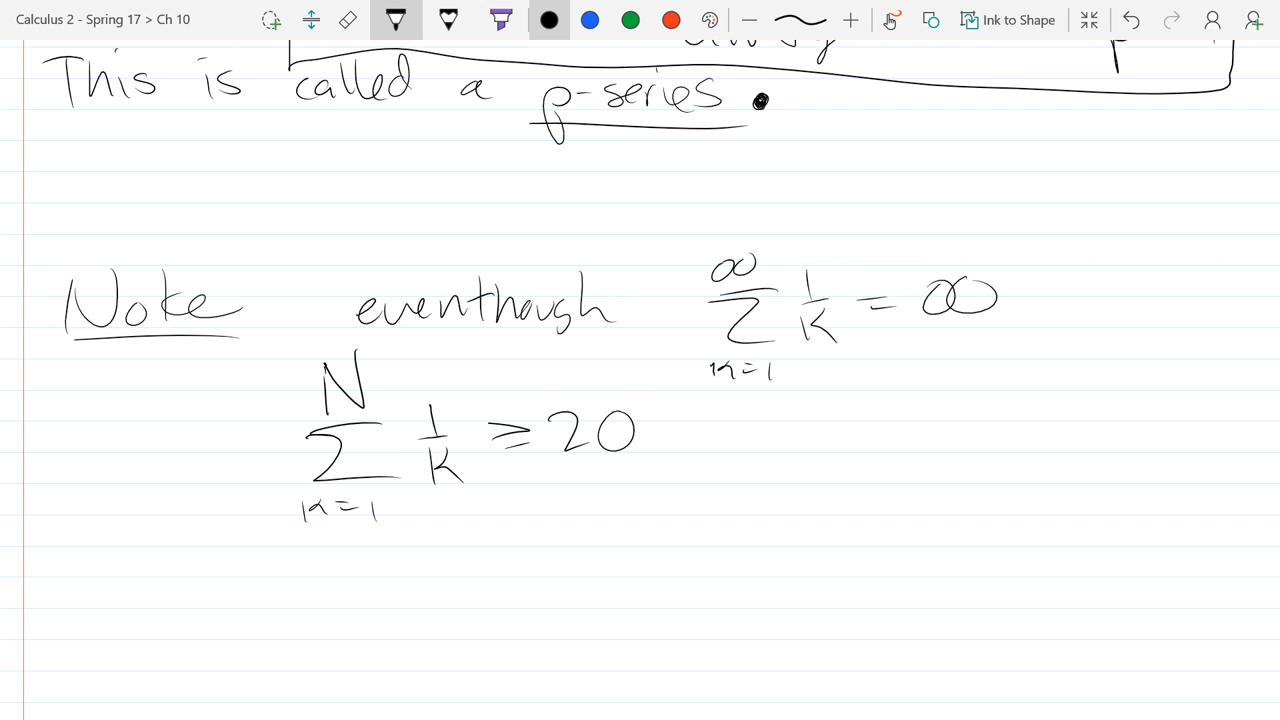 Calculus 2 - Spring 17 > Ch 10
Ink to Shape
This is called a p-series.
Note eventhough ∞ ∑ k=1 1/k = ∞
N ∑ k=1 1/k ≥ 20